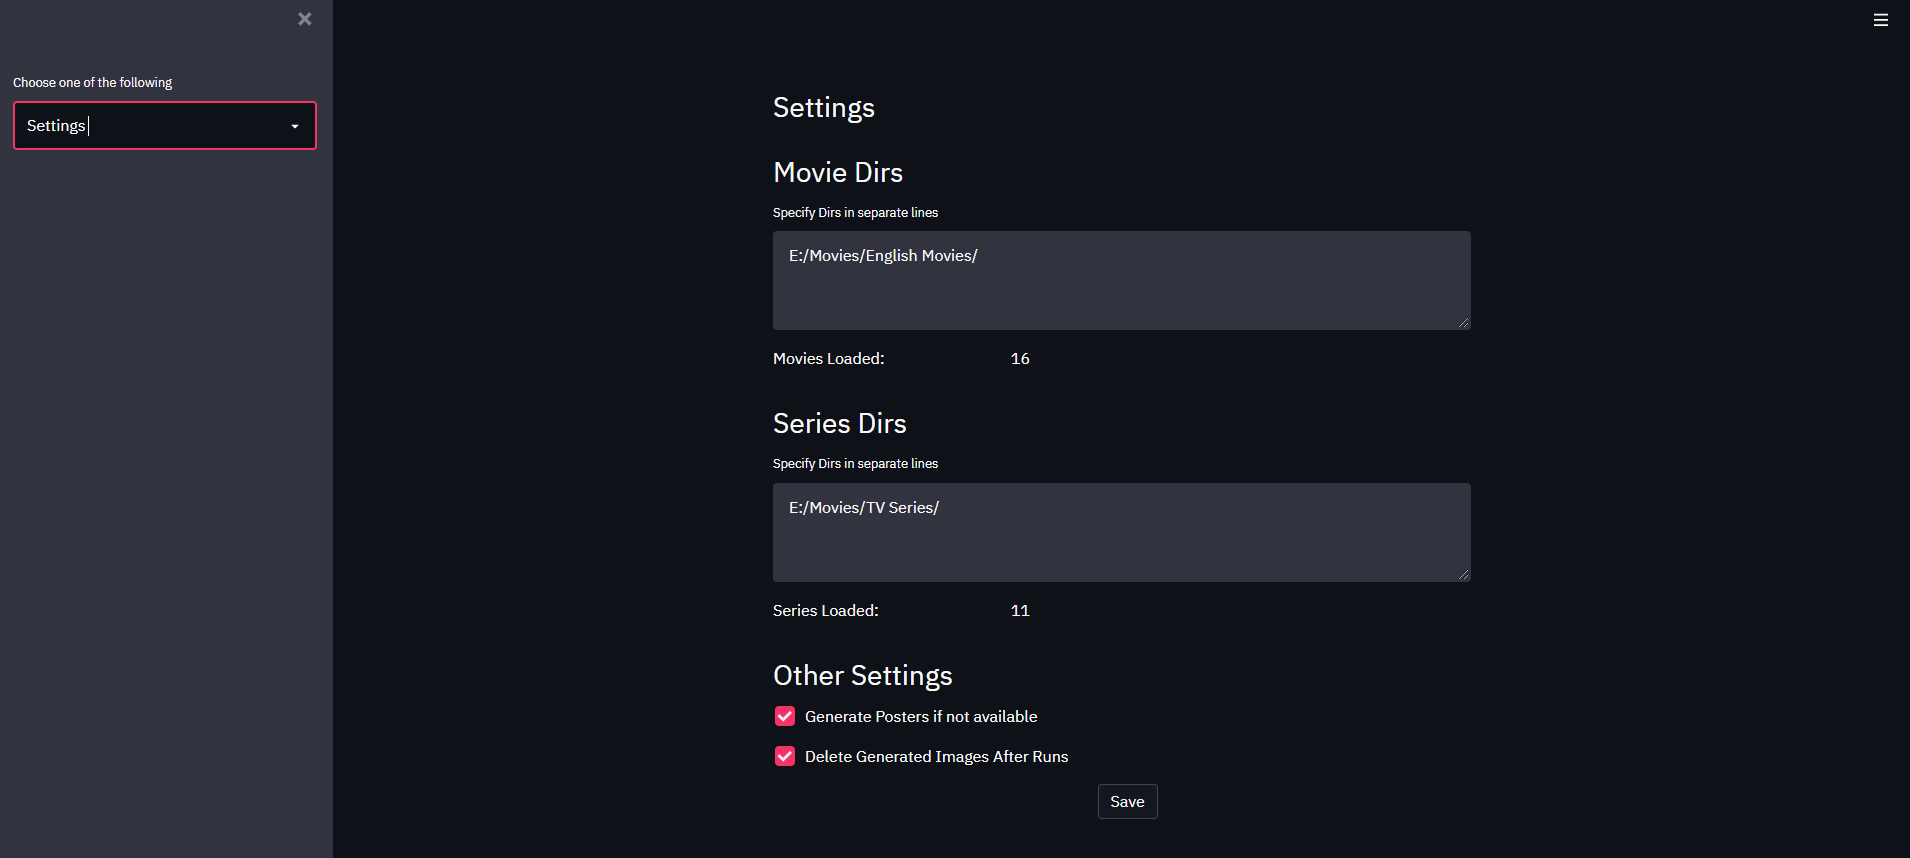 Choose one of the following
Settings
Settings
Movie Dirs
Specify Dirs in separate lines
E:/Movies/English Movies/
Movies Loaded: 16
Series Dirs
Specify Dirs in separate lines
E:/Movies/TV Series/
Series Loaded: 11
Other Settings
Generate Posters if not available
Delete Generated Images After Runs
Save